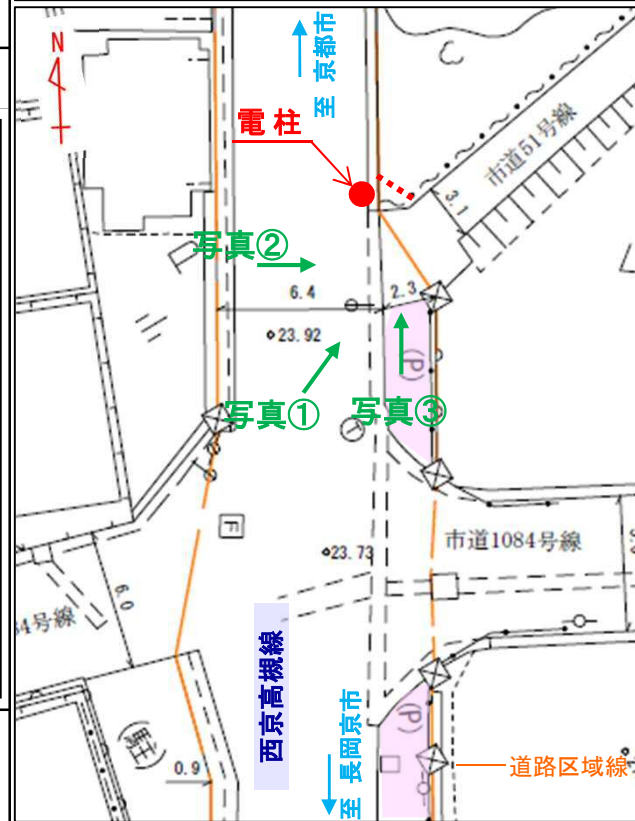 N
至 京都市
電柱
市道51号線
3.1
写真②
6.4
2.3
23.92
(P)
写真①
写真③
T
F
市道1084号線
23.73
6.0
4号線
西京高槻線
(P)
(駐)
至 長岡京市
0.9
道路区域線